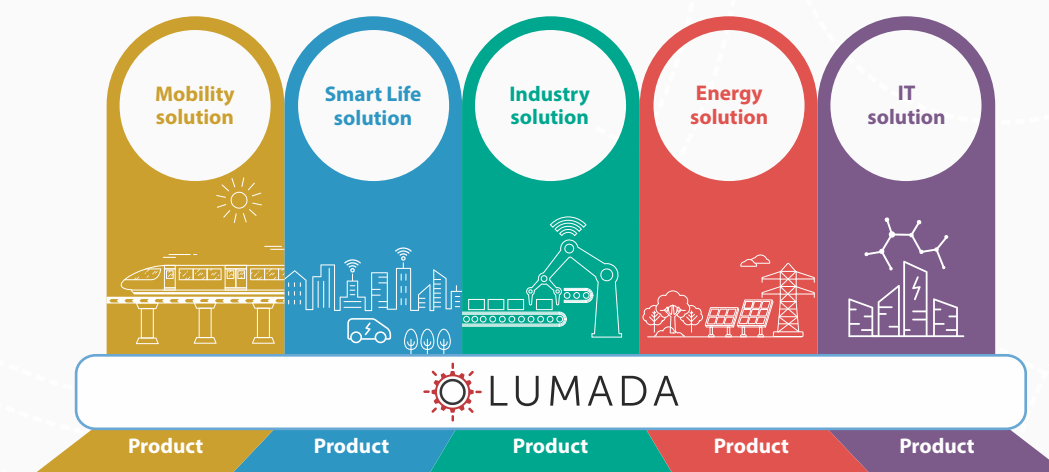 Mobility
solution
Smart Life
solution
Industry
solution
Energy
solution
IT
solution
LUMADA
Product
Product
Product
Product
Product